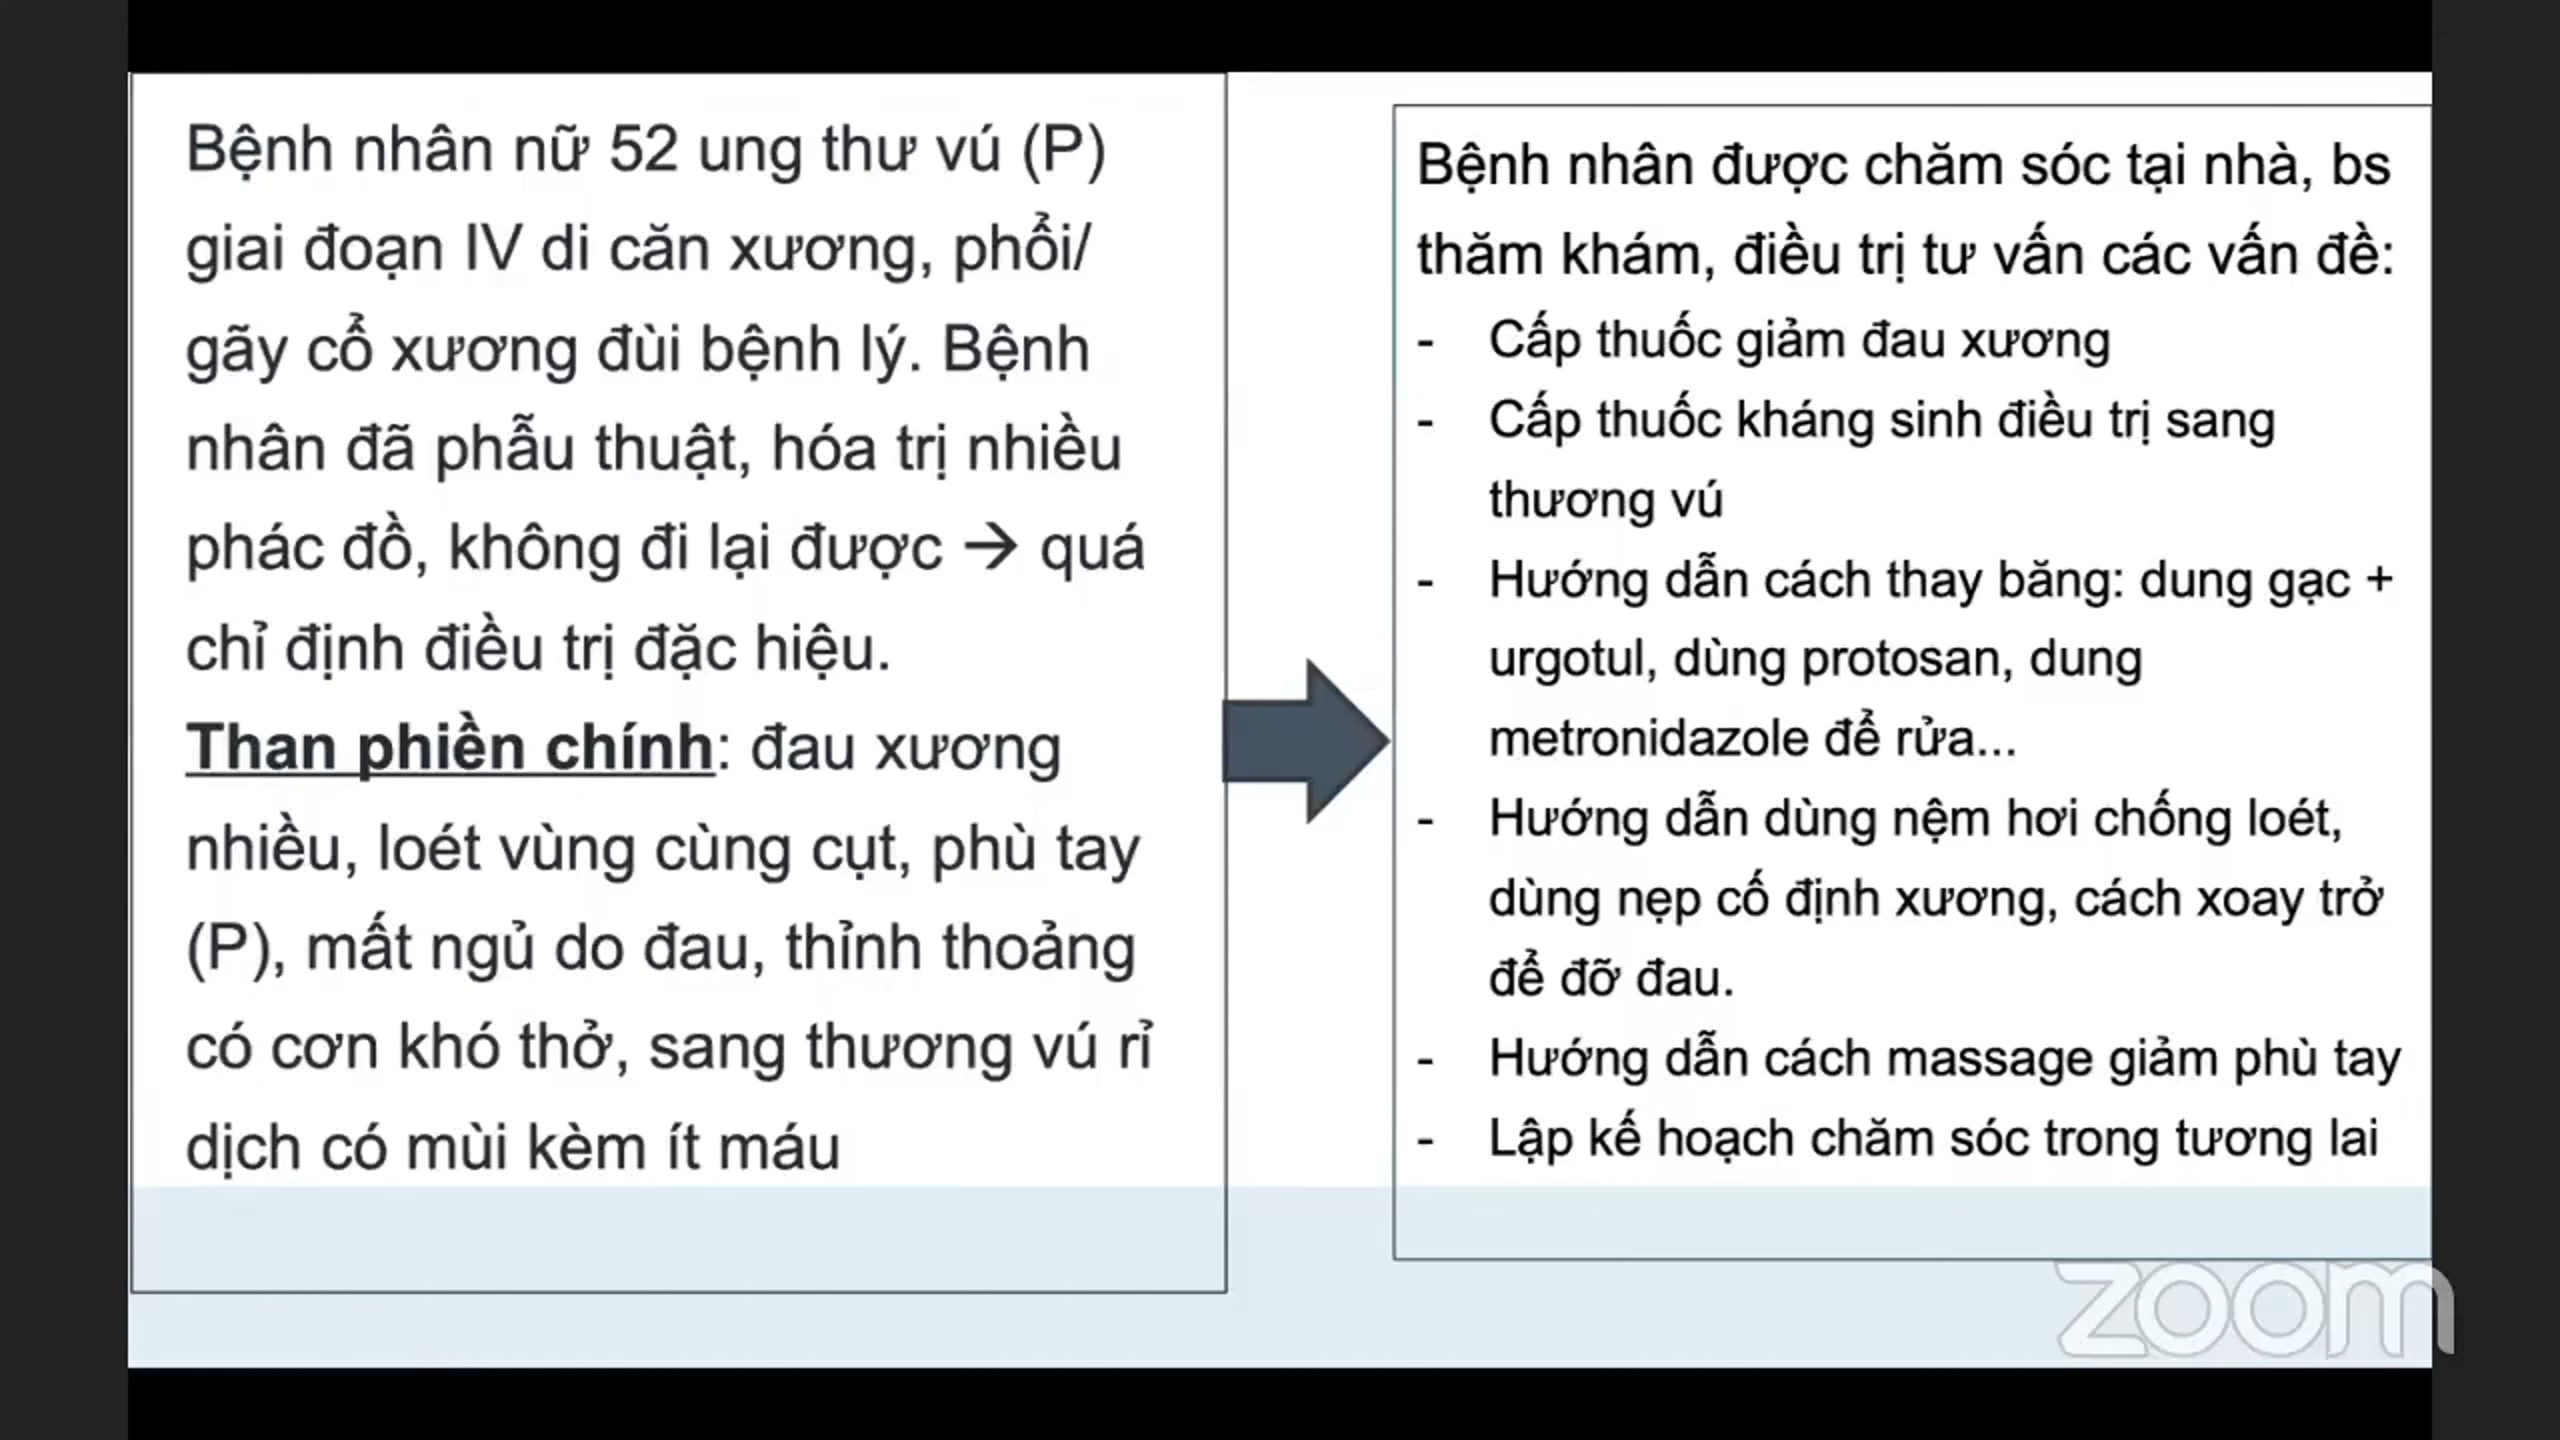 Bệnh nhân nữ 52 ung thư vú (P)
giai đoạn IV di căn xương, phổi/
gãy cổ xương đùi bệnh lý. Bệnh
nhân đã phẫu thuật, hóa trị nhiều
phác đồ, không đi lại được → quá
chỉ định điều trị đặc hiệu.
Than phiền chính: đau xương
nhiều, loét vùng cùng cụt, phù tay
(P), mất ngủ do đau, thỉnh thoảng
có cơn khó thở, sang thương vú rỉ
dịch có mùi kèm ít máu
Bệnh nhân được chăm sóc tại nhà, bs
thăm khám, điều trị tư vấn các vấn đề:
- Cấp thuốc giảm đau xương
- Cấp thuốc kháng sinh điều trị sang
thương vú
- Hướng dẫn cách thay băng: dung gạc +
urgotul, dùng protosan, dung
metronidazole để rửa...
- Hướng dẫn dùng nệm hơi chống loét,
dùng nẹp cố định xương, cách xoay trở
để đỡ đau.
- Hướng dẫn cách massage giảm phù tay
- Lập kế hoạch chăm sóc trong tương lai
zoom